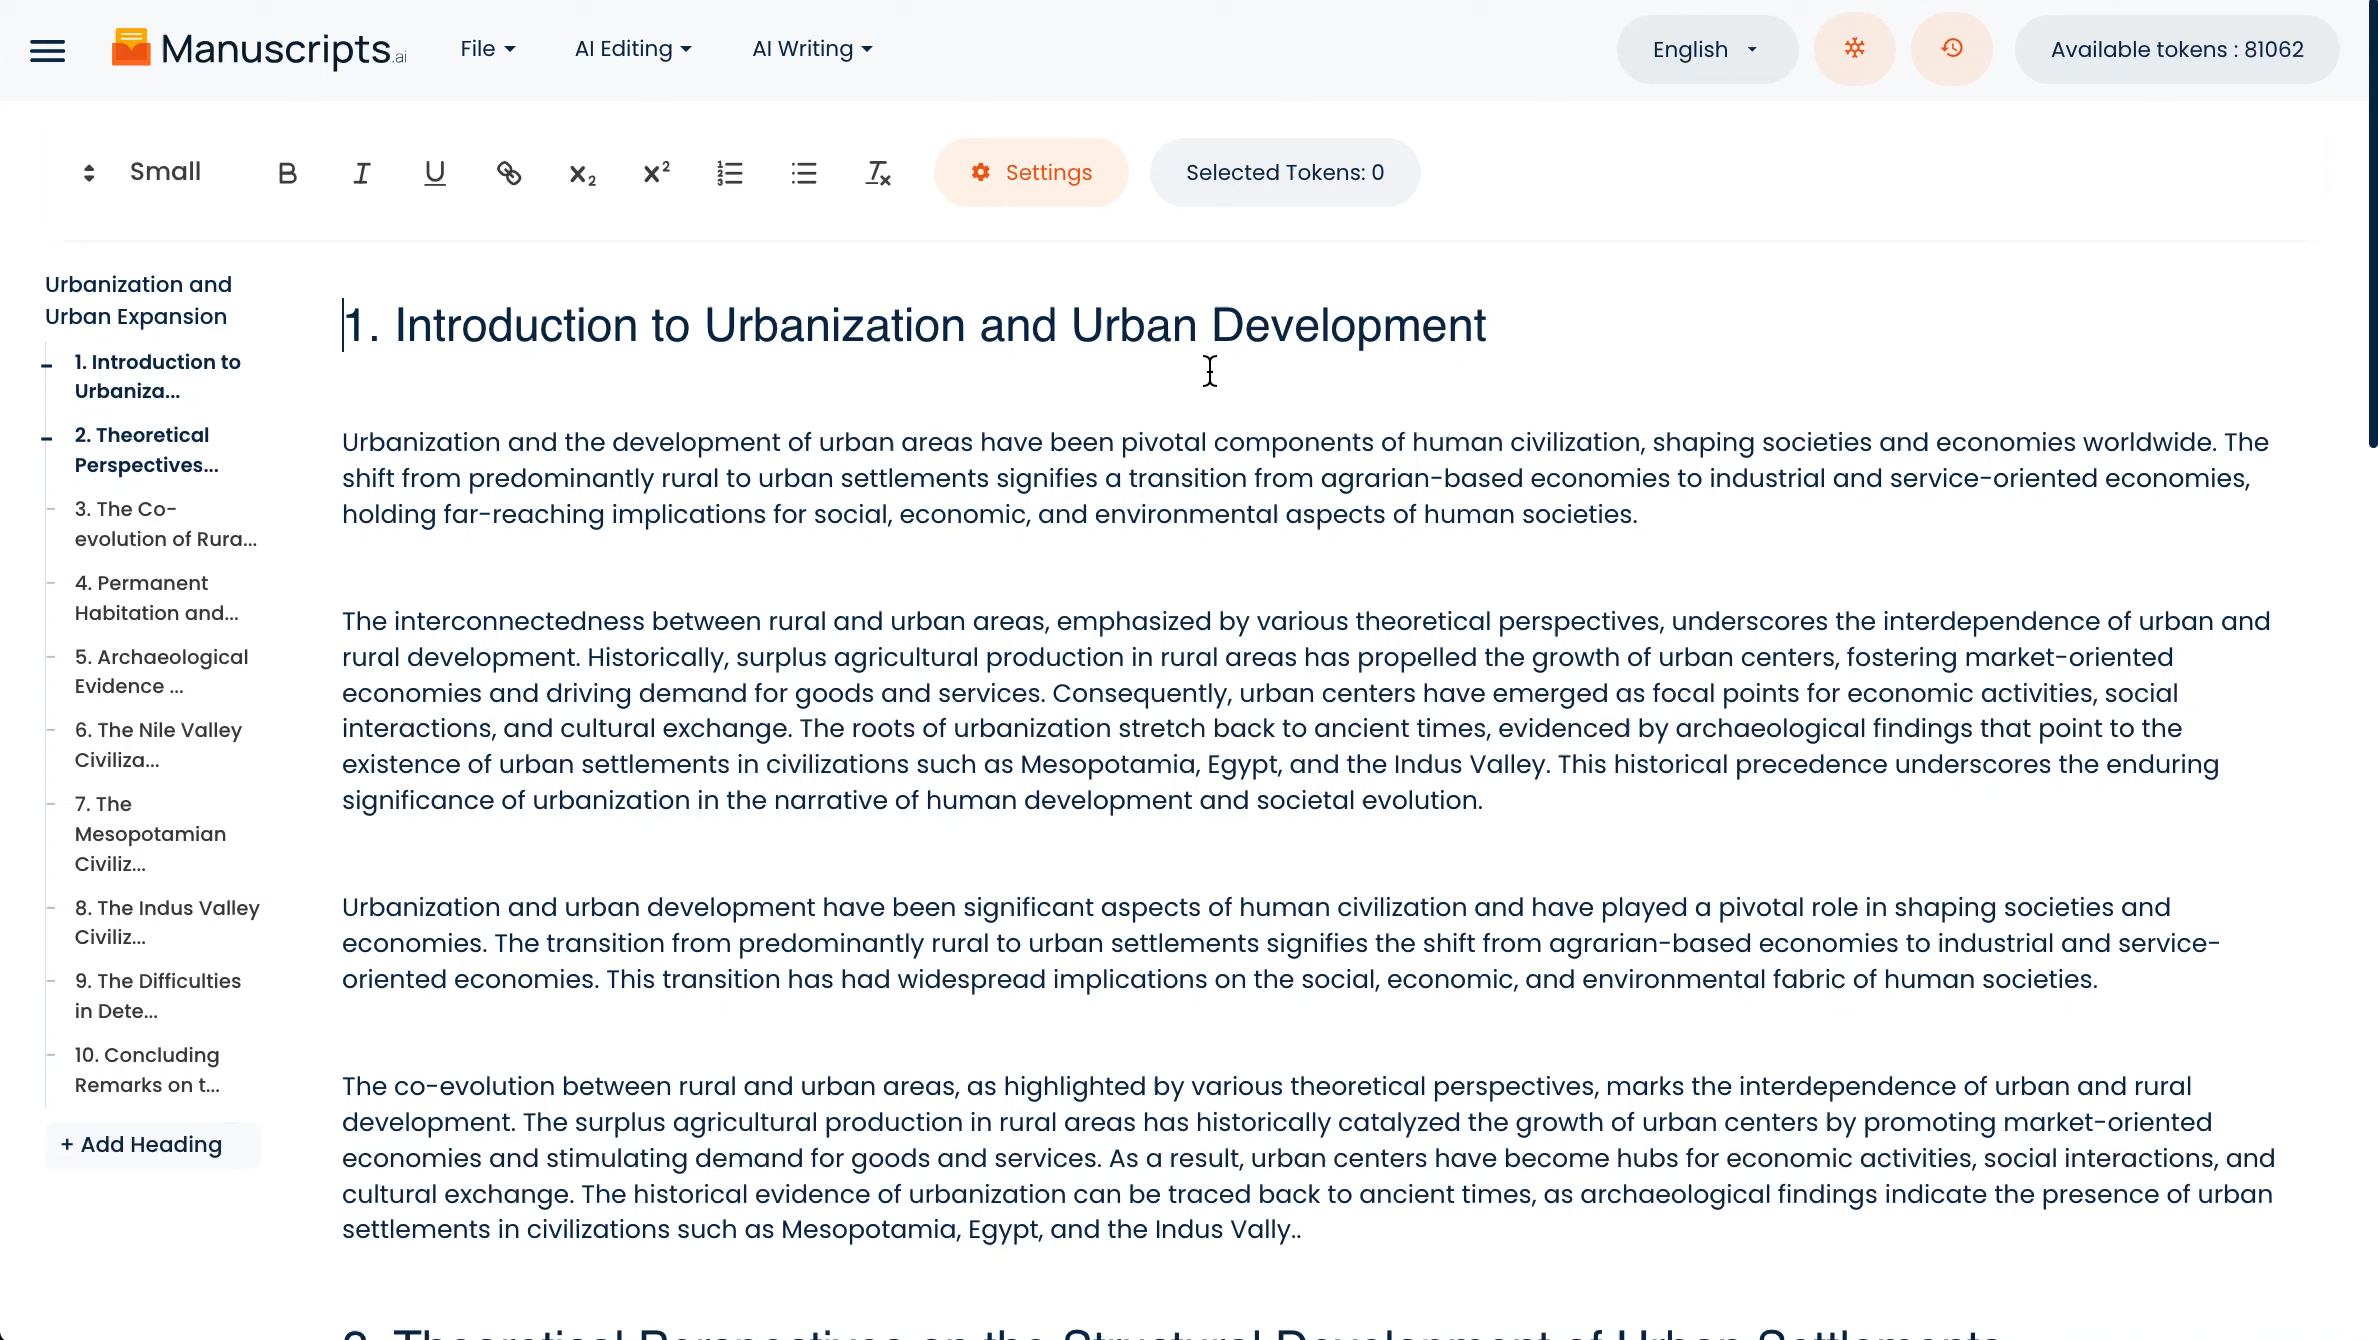 Manuscripts.ai
File
AI Editing
AI Writing
English
Available tokens : 81062
Small
B
I
U
x₂
x²
Settings
Selected Tokens: 0
Urbanization and
Urban Expansion
1. Introduction to
Urbaniza...
2. Theoretical
Perspectives...
3. The Co-
evolution of Rura...
4. Permanent
Habitation and...
5. Archaeological
Evidence ...
6. The Nile Valley
Civiliza...
7. The
Mesopotamian
Civiliz...
8. The Indus Valley
Civiliz...
9. The Difficulties
in Dete...
10. Concluding
Remarks on t...
+ Add Heading
1. Introduction to Urbanization and Urban Development
Urbanization and the development of urban areas have been pivotal components of human civilization, shaping societies and economies worldwide. The
shift from predominantly rural to urban settlements signifies a transition from agrarian-based economies to industrial and service-oriented economies,
holding far-reaching implications for social, economic, and environmental aspects of human societies.
The interconnectedness between rural and urban areas, emphasized by various theoretical perspectives, underscores the interdependence of urban and
rural development. Historically, surplus agricultural production in rural areas has propelled the growth of urban centers, fostering market-oriented
economies and driving demand for goods and services. Consequently, urban centers have emerged as focal points for economic activities, social
interactions, and cultural exchange. The roots of urbanization stretch back to ancient times, evidenced by archaeological findings that point to the
existence of urban settlements in civilizations such as Mesopotamia, Egypt, and the Indus Valley. This historical precedence underscores the enduring
significance of urbanization in the narrative of human development and societal evolution.
Urbanization and urban development have been significant aspects of human civilization and have played a pivotal role in shaping societies and
economies. The transition from predominantly rural to urban settlements signifies the shift from agrarian-based economies to industrial and service-
oriented economies. This transition has had widespread implications on the social, economic, and environmental fabric of human societies.
The co-evolution between rural and urban areas, as highlighted by various theoretical perspectives, marks the interdependence of urban and rural
development. The surplus agricultural production in rural areas has historically catalyzed the growth of urban centers by promoting market-oriented
economies and stimulating demand for goods and services. As a result, urban centers have become hubs for economic activities, social interactions, and
cultural exchange. The historical evidence of urbanization can be traced back to ancient times, as archaeological findings indicate the presence of urban
settlements in civilizations such as Mesopotamia, Egypt, and the Indus Vally..
2. Theoretical Perspectives on the Structural Development of Urban Settlements